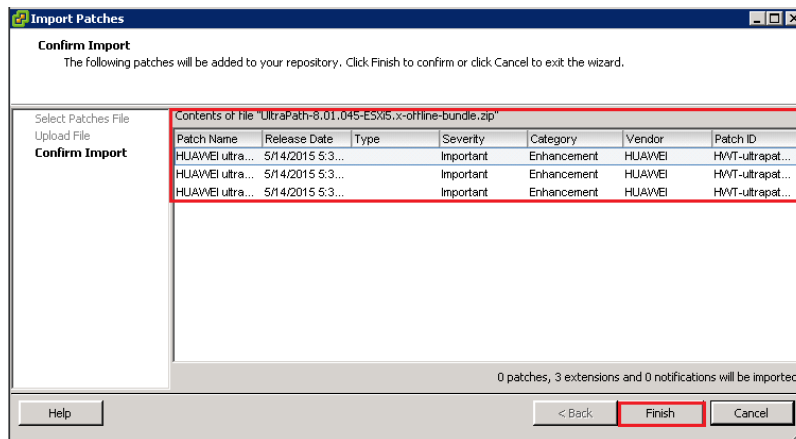 Import Patches
Confirm Import
The following patches will be added to your repository. Click Finish to confirm or click Cancel to exit the wizard.
Select Patches File
Upload File
Confirm Import
Contents of file "UltraPath-8.01.045-ESXi5.x-offline-bundle.zip"
Patch Name Release Date Type Severity Category Vendor Patch ID
HUAWEI ultra... 5/14/2015 5:3... Important Enhancement HUAWEI HWT-ultrapat...
HUAWEI ultra... 5/14/2015 5:3... Important Enhancement HUAWEI HWT-ultrapat...
HUAWEI ultra... 5/14/2015 5:3... Important Enhancement HUAWEI HWT-ultrapat...
0 patches, 3 extensions and 0 notifications will be imported
Help < Back Finish Cancel